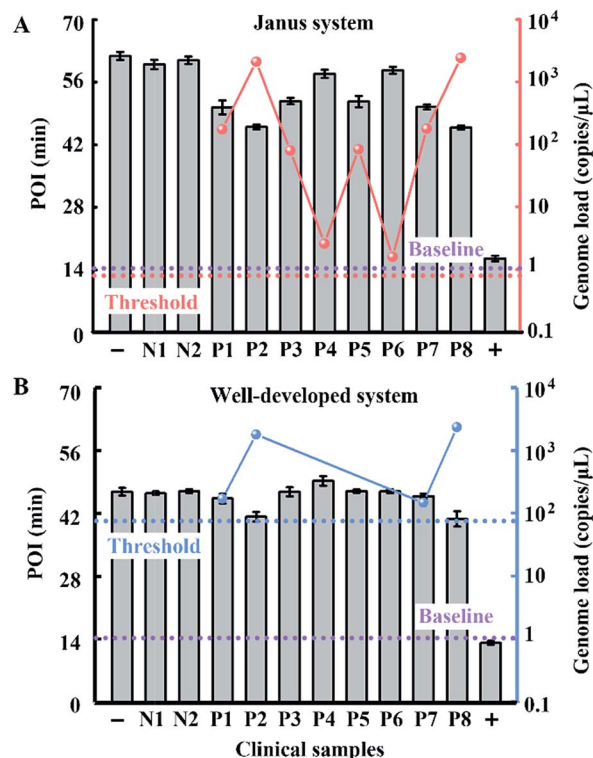 A
Janus system
70
56
42
28
14
0
POI (min)
10⁴
10³
10²
10
1
0.1
Genome load (copies/μL)
Baseline
Threshold
− N1 N2 P1 P2 P3 P4 P5 P6 P7 P8 +
B
Well-developed system
70
56
42
28
14
0
POI (min)
10⁴
10³
10²
10
1
0.1
Genome load (copies/μL)
Threshold
Baseline
− N1 N2 P1 P2 P3 P4 P5 P6 P7 P8 +
Clinical samples